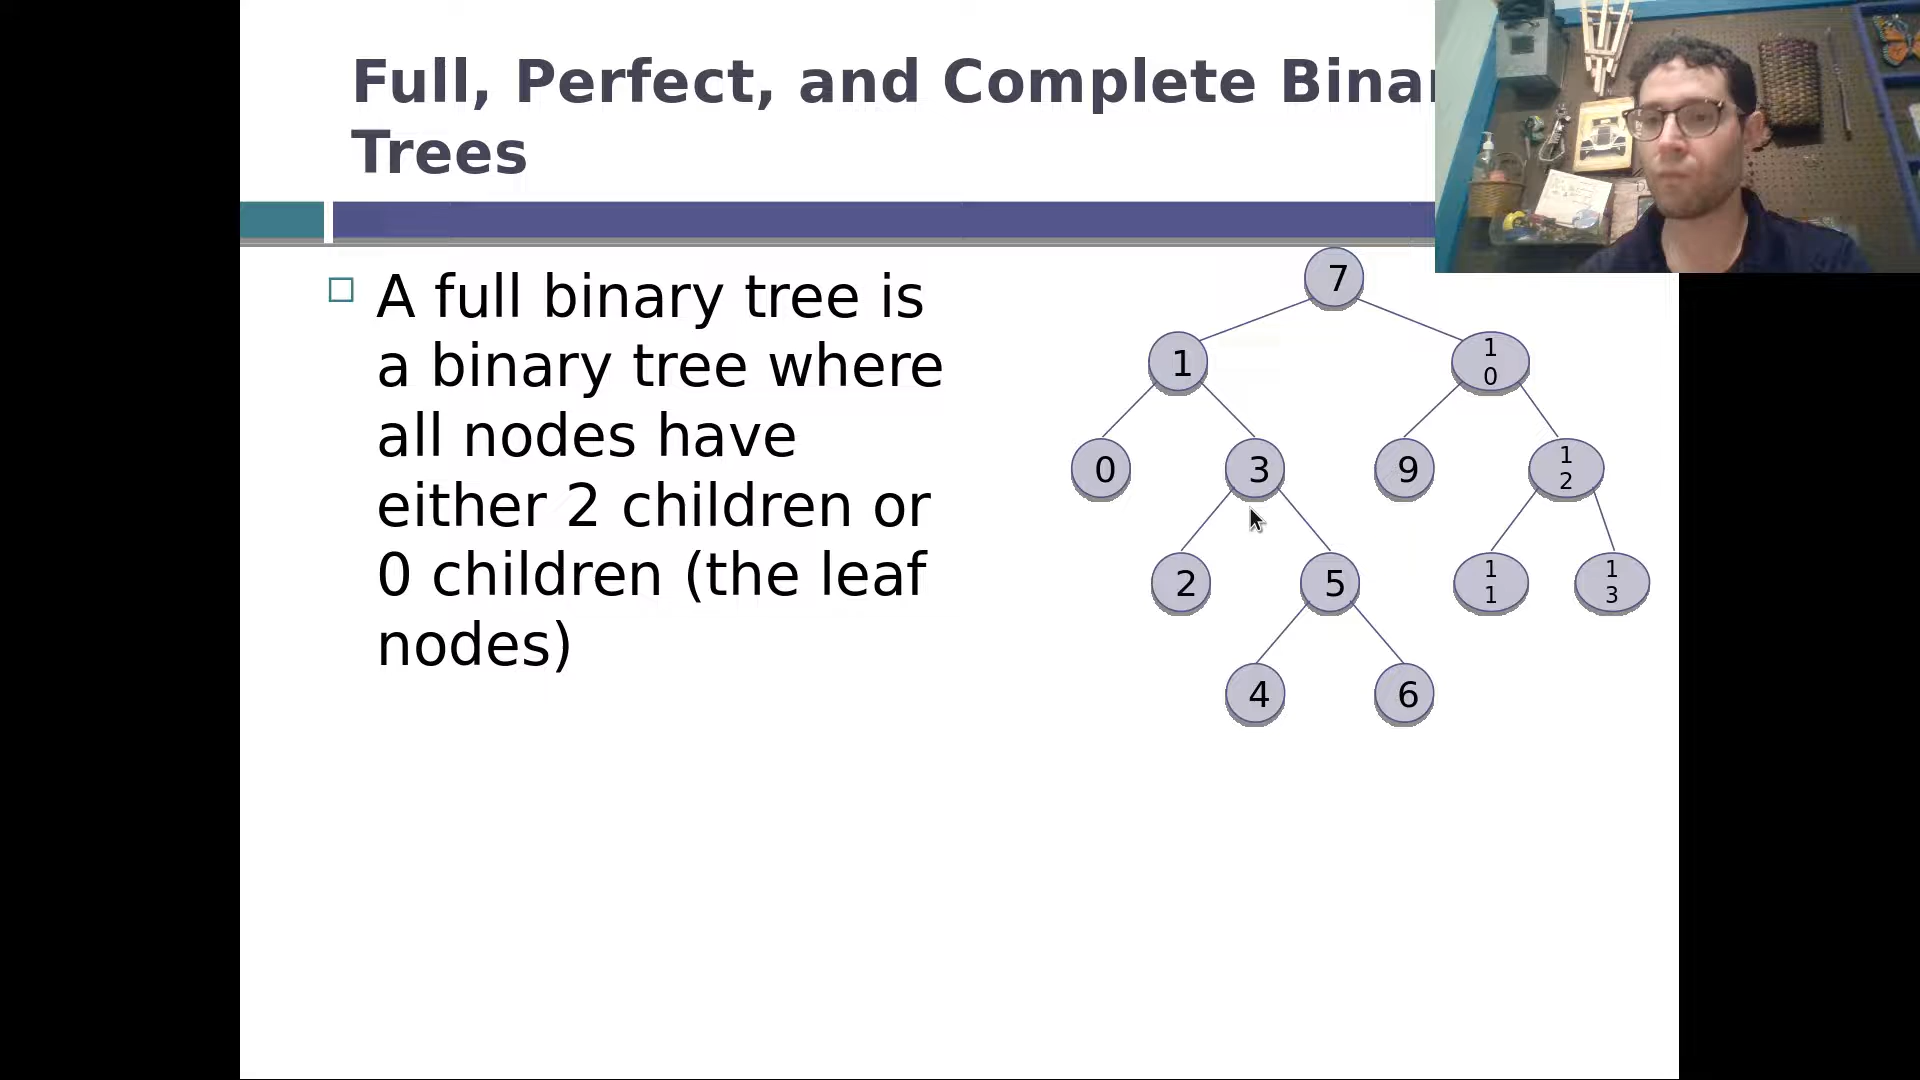 Full, Perfect, and Complete Binar
Trees
A full binary tree is
a binary tree where
all nodes have
either 2 children or
0 children (the leaf
nodes)
7
1
1
0
0
3
9
1
2
2
5
1
1
1
3
4
6